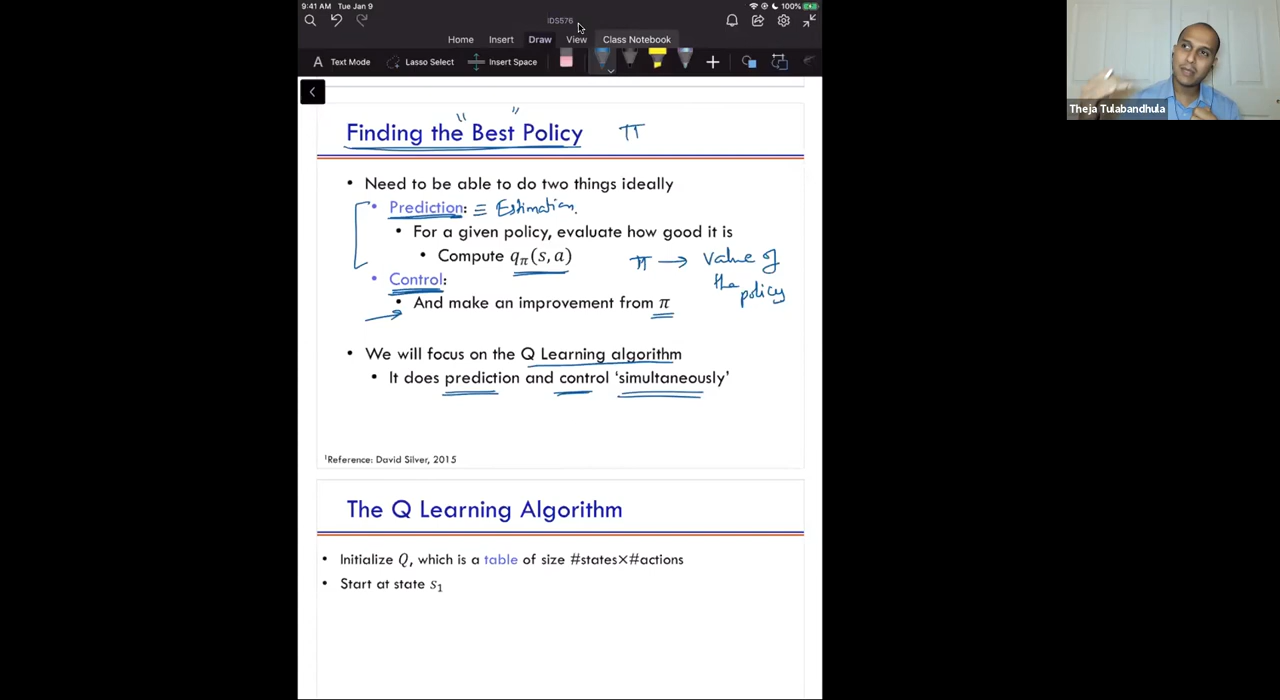 9:41 AM Tue Jan 9
100%
IDS576
Home Insert Draw View Class Notebook
Text Mode Lasso Select Insert Space
Theja Tulabandhula
Finding the "Best" Policy π
• Need to be able to do two things ideally
• Prediction: ≡ Estimation.
• For a given policy, evaluate how good it is
• Compute qπ(s, a)
π → value of the policy
• Control:
• And make an improvement from π
• We will focus on the Q Learning algorithm
• It does prediction and control ‘simultaneously’
¹Reference: David Silver, 2015
The Q Learning Algorithm
• Initialize Q, which is a table of size #states×#actions
• Start at state s₁